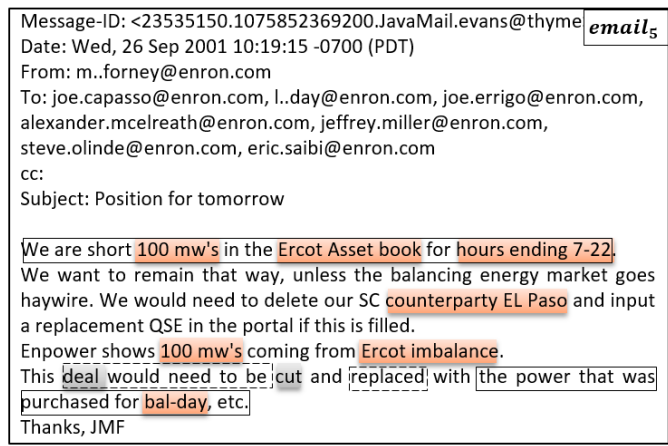 Message-ID: <23535150.1075852369200.JavaMail.evans@thyme
email5
Date: Wed, 26 Sep 2001 10:19:15 -0700 (PDT)
From: m..forney@enron.com
To: joe.capasso@enron.com, l..day@enron.com, joe.errigo@enron.com,
alexander.mcelreath@enron.com, jeffrey.miller@enron.com,
steve.olinde@enron.com, eric.saibi@enron.com
cc:
Subject: Position for tomorrow
We are short 100 mw's in the Ercot Asset book for hours ending 7-22.
We want to remain that way, unless the balancing energy market goes
haywire. We would need to delete our SC counterparty EL Paso and input
a replacement QSE in the portal if this is filled.
Enpower shows 100 mw's coming from Ercot imbalance.
This deal would need to be cut and replaced with the power that was
purchased for bal-day, etc.
Thanks, JMF